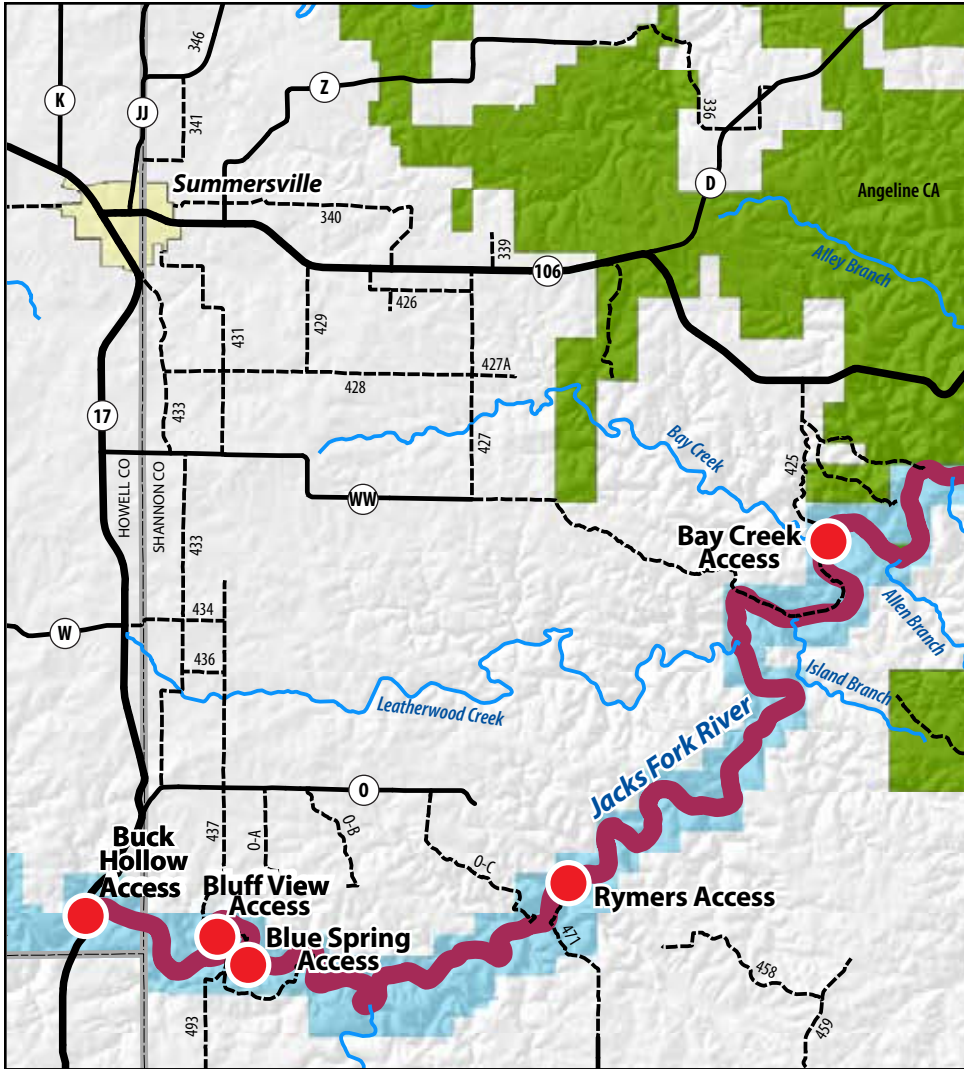 346
K
JJ
Z
341
336
Summersville
D
Angeline CA
340
339
106
Alley Branch
426
429
431
427A
428
17
433
427
Bay Creek
425
HOWELL CO
SHANNON CO
WW
433
Bay Creek
Access
434
W
436
Allen Branch
Island Branch
Leatherwood Creek
Jacks Fork River
O
Buck
Hollow
Access
437
O-A
O-B
O-C
Bluff View
Access
Rymers Access
Blue Spring
Access
471
458
493
459